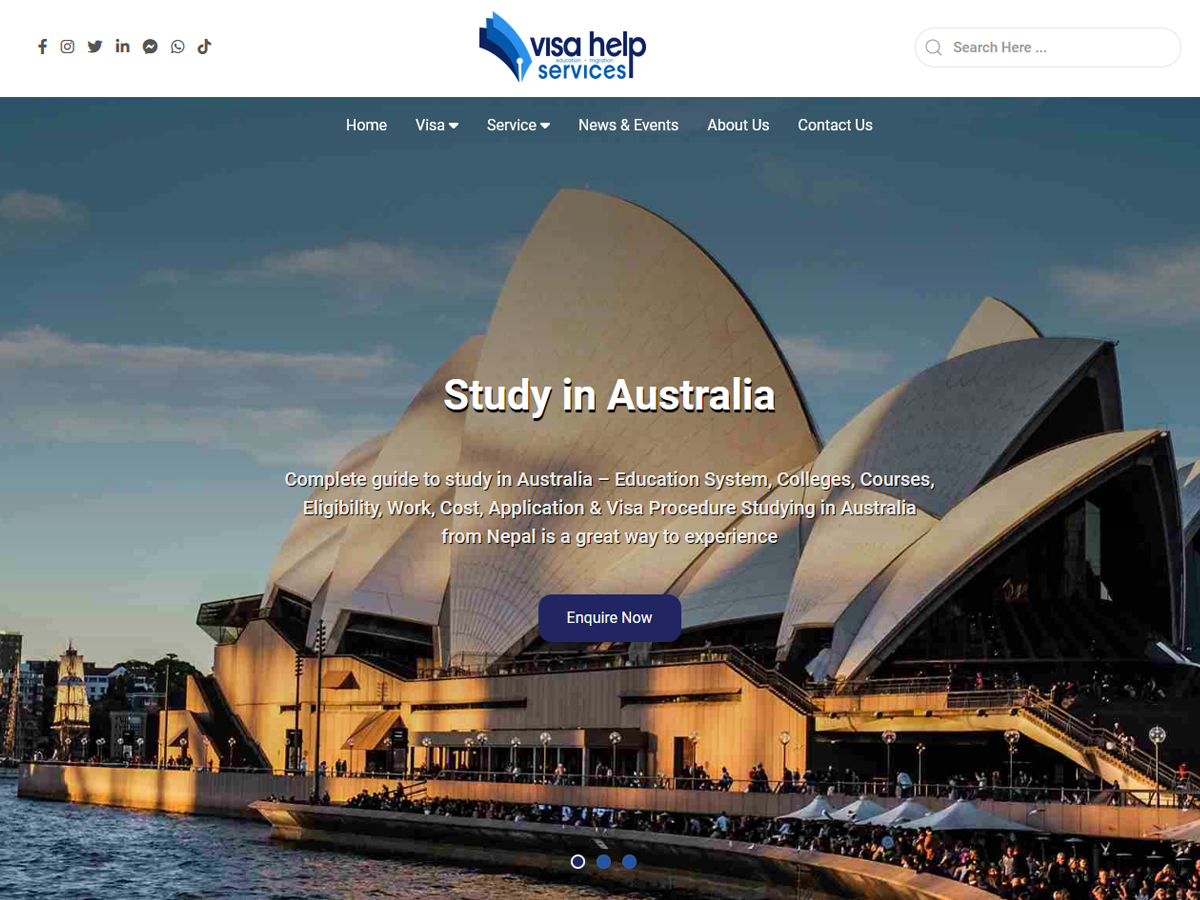 visa help
education - migration
services
Search Here ...
Home Visa Service News & Events About Us Contact Us
Study in Australia
Complete guide to study in Australia – Education System, Colleges, Courses,
Eligibility, Work, Cost, Application & Visa Procedure Studying in Australia
from Nepal is a great way to experience
Enquire Now